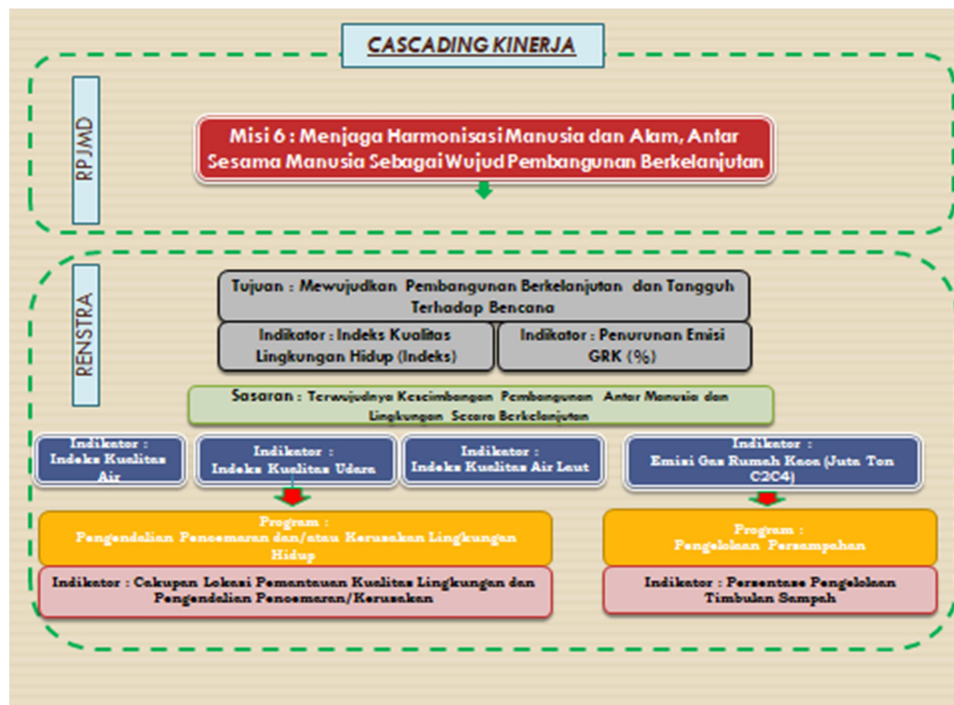 CASCADING KINERJA
RPJMD
Misi 6 : Menjaga Harmonisasi Manusia dan Alam, Antar
Sesama Manusia Sebagai Wujud Pembangunan Berkelanjutan
RENSTRA
Tujuan : Mewujudkan Pembangunan Berkelanjutan dan Tangguh
Terhadap Bencana
Indikator : Indeks Kualitas
Lingkungan Hidup (Indeks)
Indikator : Penurunan Emisi
GRK (%)
Sasaran : Terwujudnya Keseimbangan Pembangunan Antar Manusia dan
Lingkungan Secara Berkelanjutan
Indikator :
Indeks Kualitas
Air
Indikator :
Indeks Kualitas Udara
Indikator :
Indeks Kualitas Air Laut
Indikator :
Emisi Gas Rumah Kaca (Juta Ton
C2C4)
Program :
Pengendalian Pencemaran dan/atau Kerusakan Lingkungan
Hidup
Indikator : Cakupan Lokasi Pemantauan Kualitas Lingkungan dan
Pengendalian Pencemaran/Kerusakan
Program :
Pengelolaan Persampahan
Indikator : Persentase Pengelolaan
Timbulan Sampah